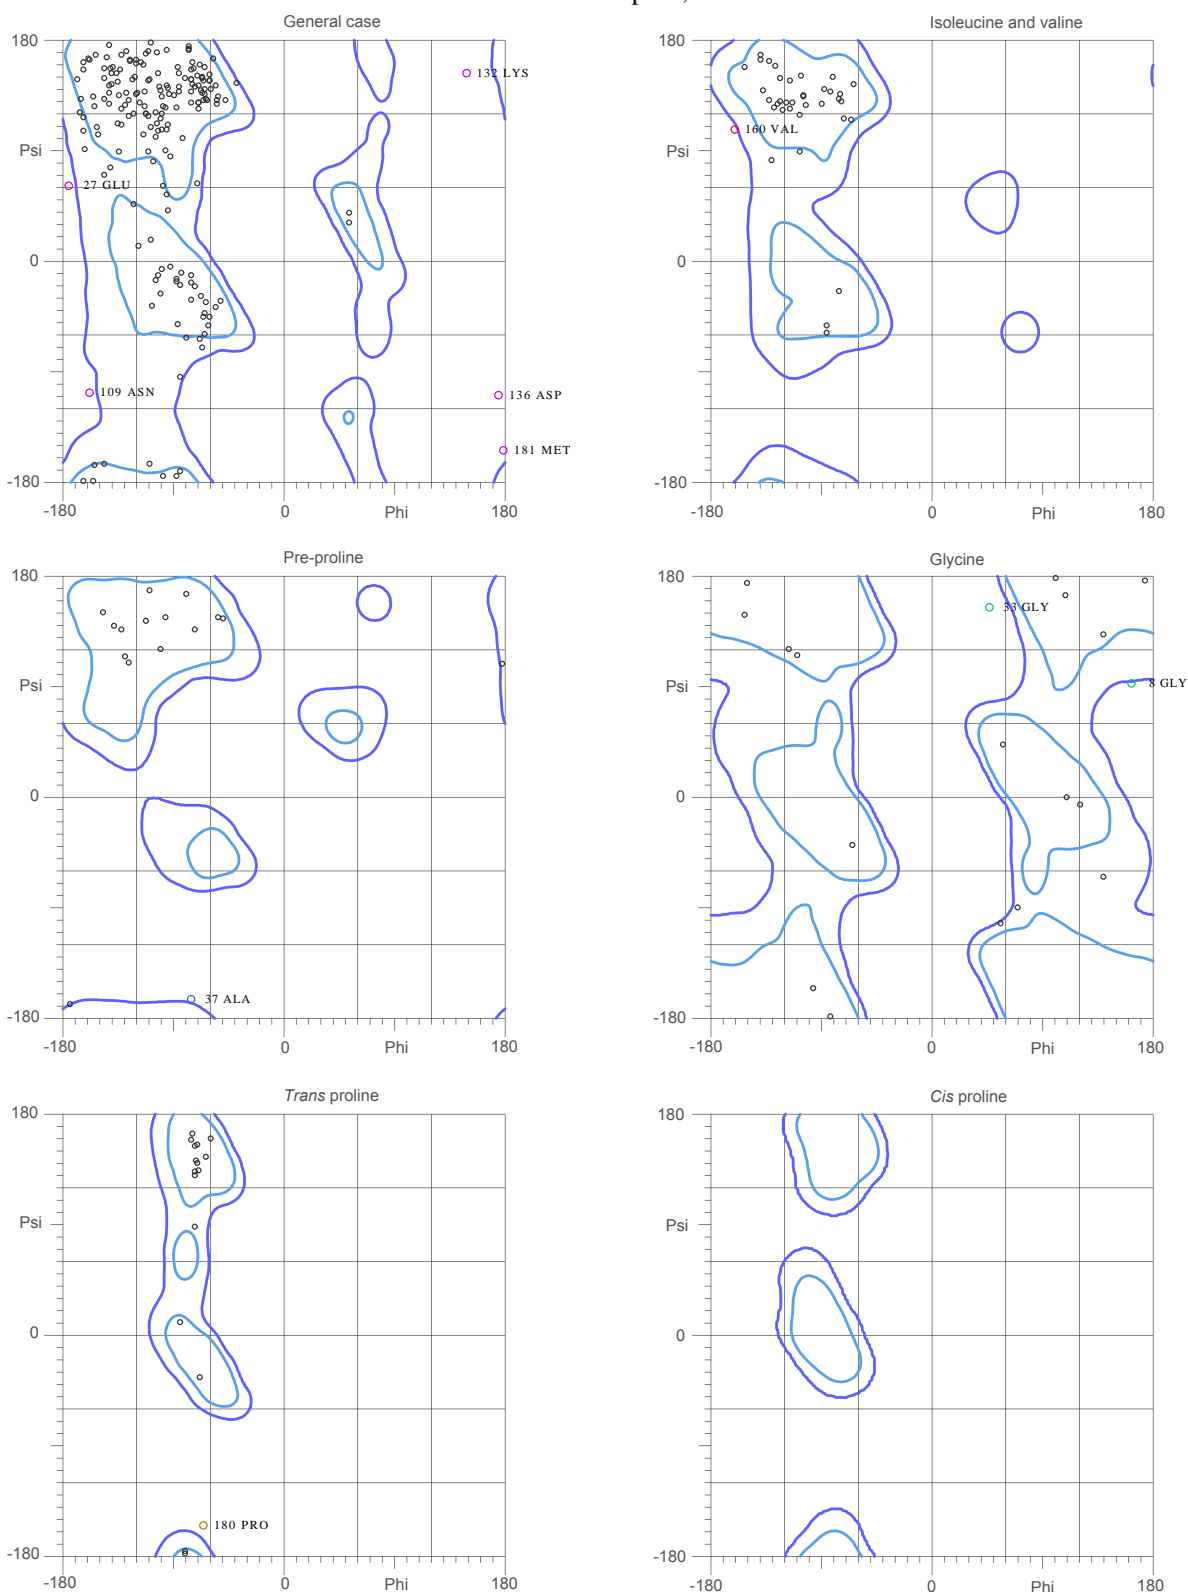 General case
Isoleucine and valine
180
132 LYS
180
160 VAL
Psi
Psi
27 GLU
0
0
109 ASN
136 ASP
181 MET
-180
-180
-180
0
Phi
180
-180
0
Phi
180
Pre-proline
Glycine
180
180
33 GLY
Psi
Psi
8 GLY
0
0
37 ALA
-180
-180
-180
0
Phi
180
-180
0
Phi
180
Trans proline
Cis proline
180
180
Psi
Psi
0
0
180 PRO
-180
-180
-180
0
Phi
180
-180
0
Phi
180